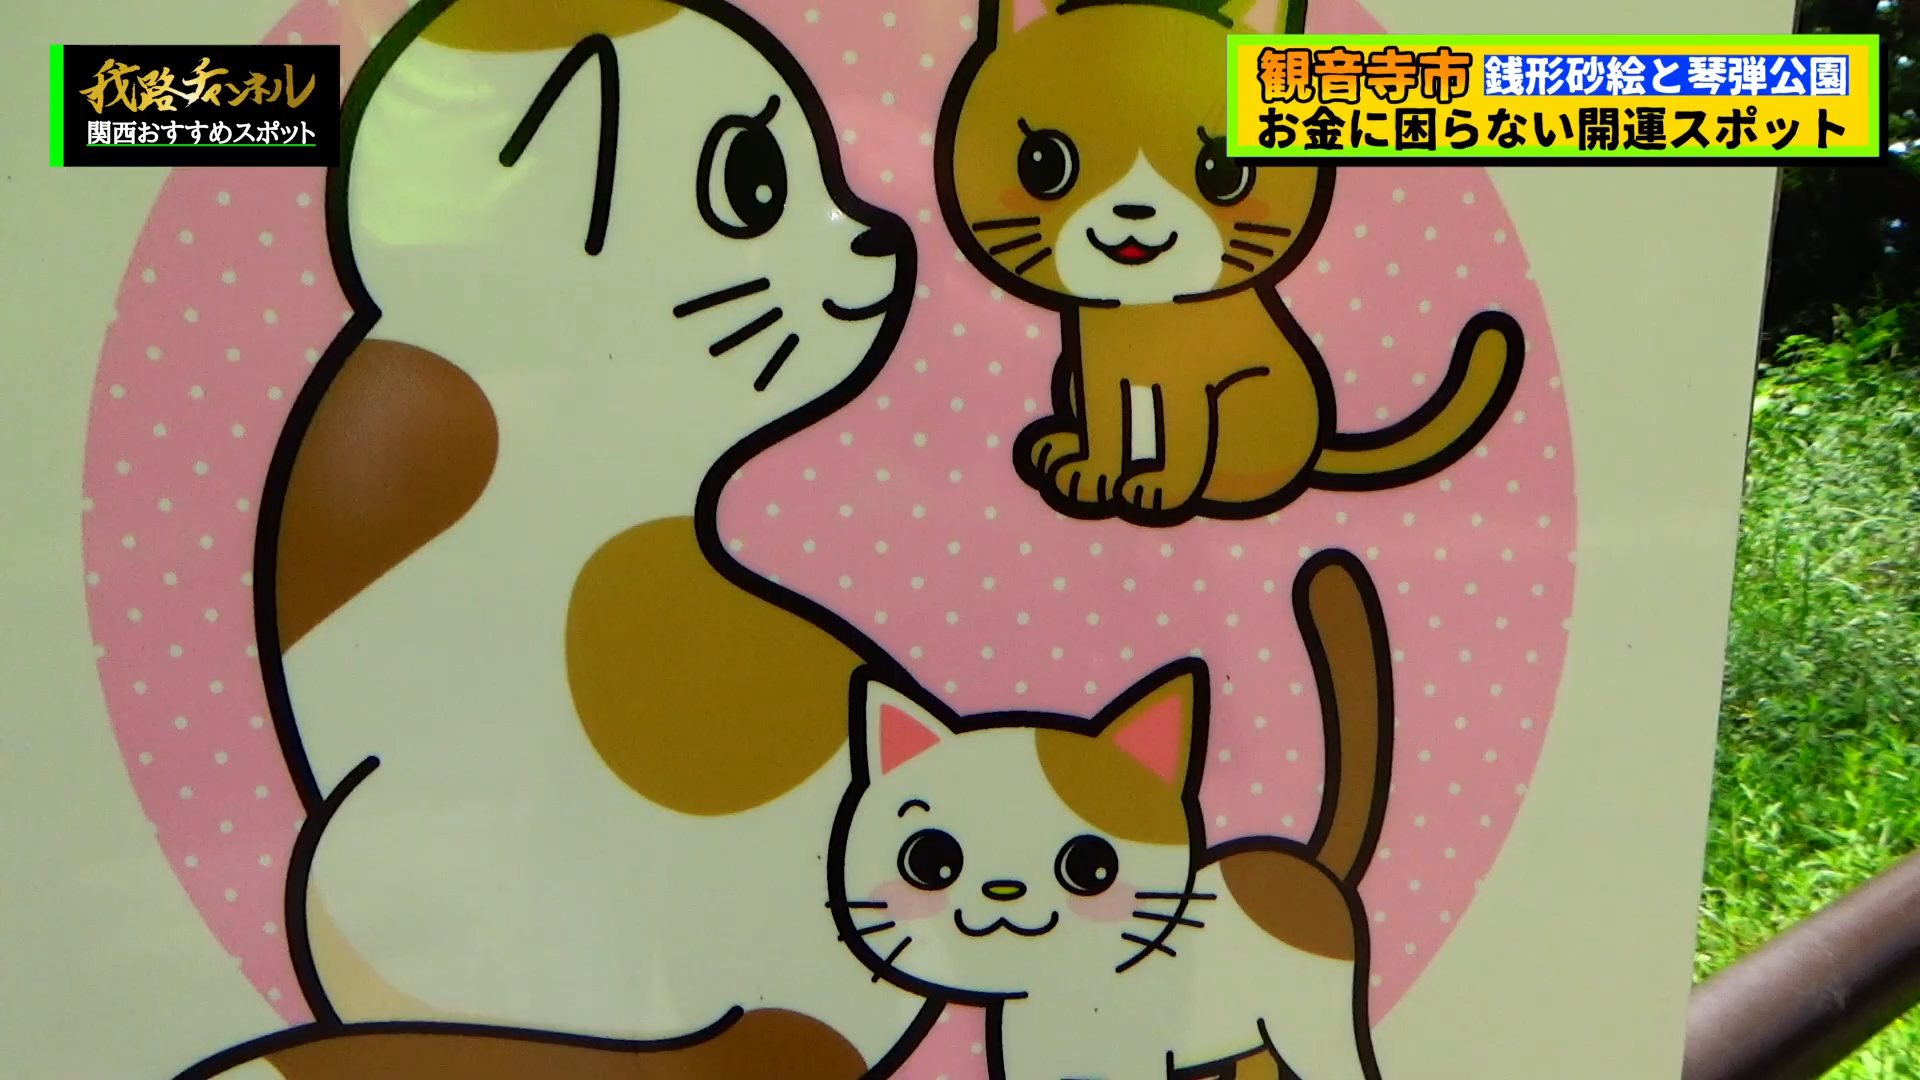 我路チャンネル
関西おすすめスポット
観音寺市 銭形砂絵と琴弾公園
お金に困らない開運スポット